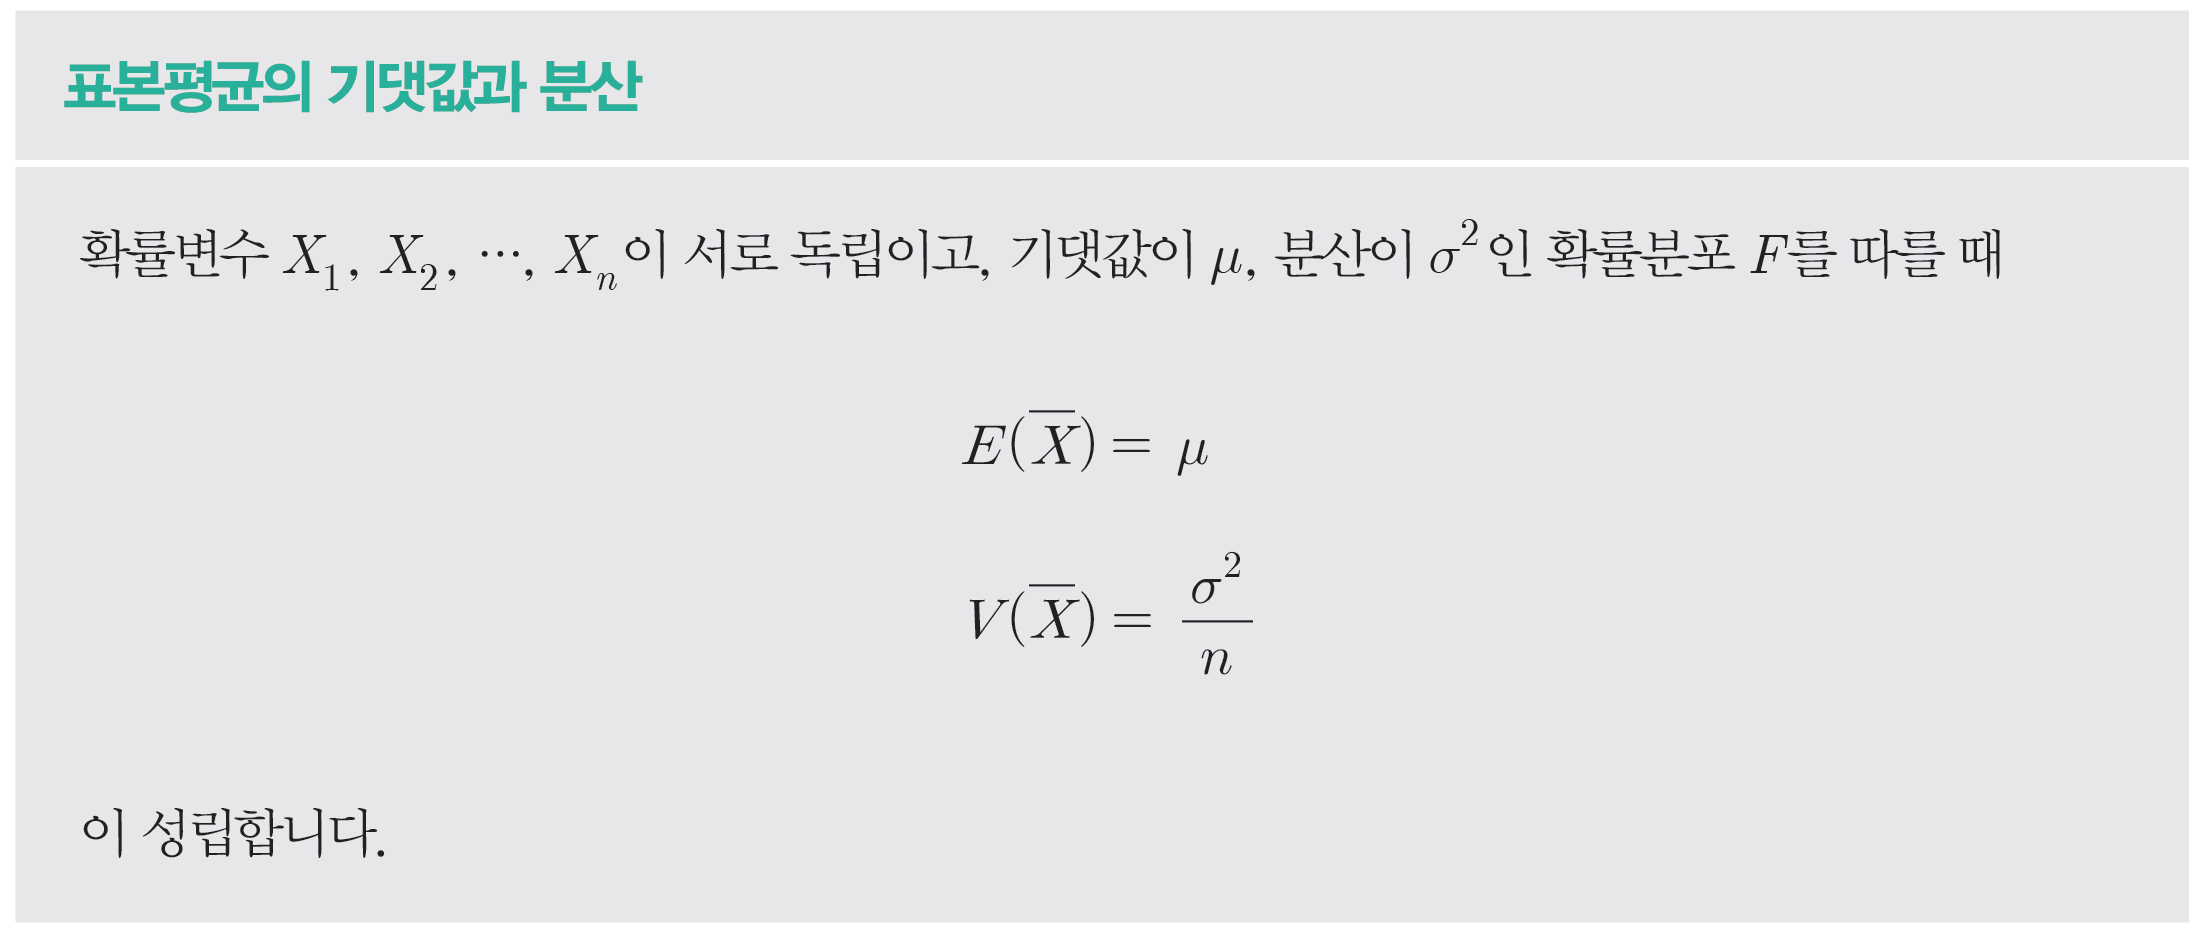 표본평균의 기댓값과 분산
확률변수 X₁, X₂, ⋯, Xₙ이 서로 독립이고, 기댓값이 μ, 분산이 σ²인 확률분포 F를 따를 때
E(X̅) = μ
V(X̅) = σ²/n
이 성립합니다.